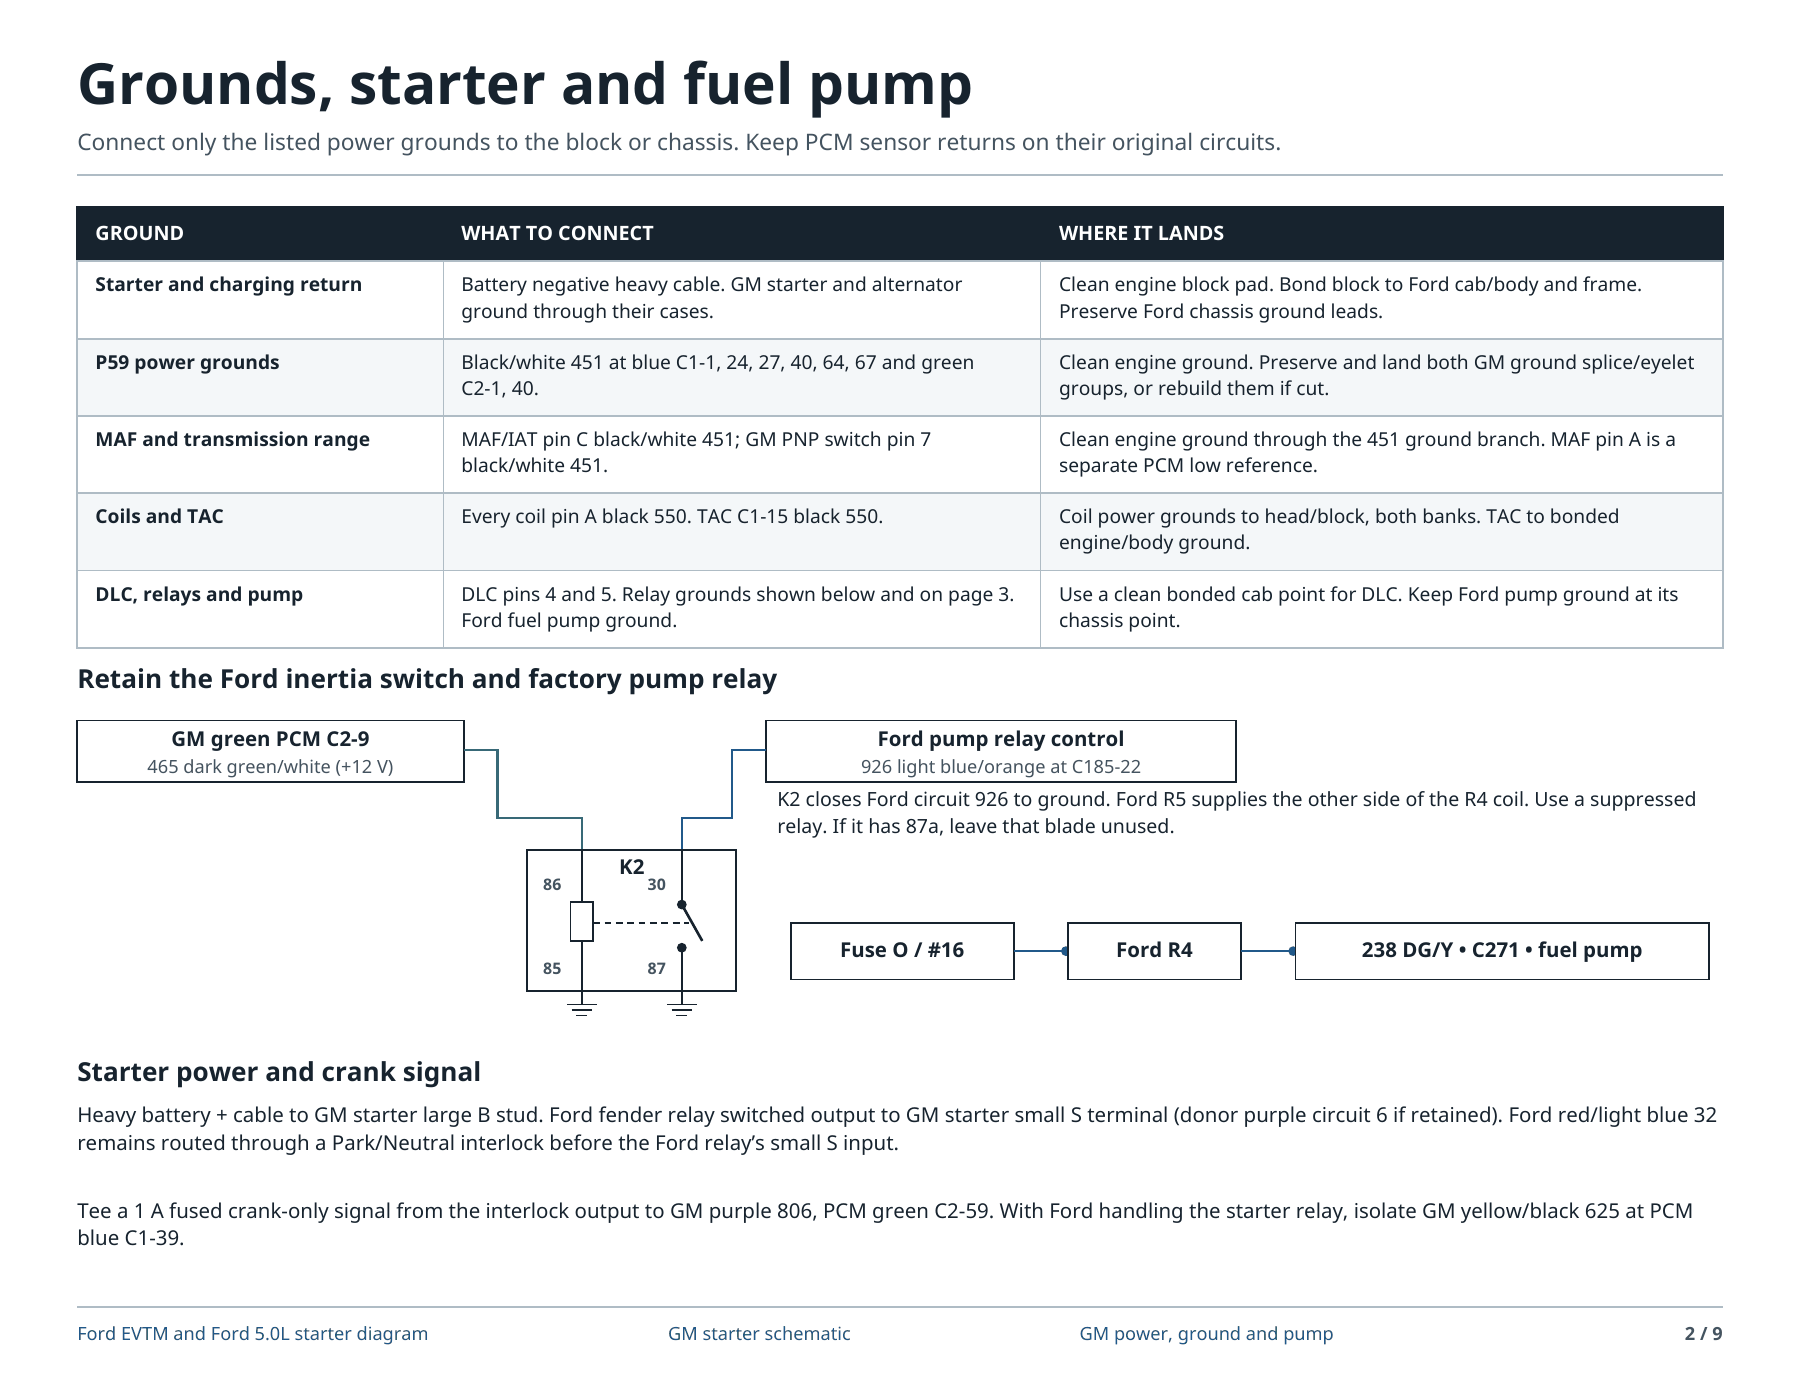 Grounds, starter and fuel pump
Connect only the listed power grounds to the block or chassis. Keep PCM sensor returns on their original circuits.
GROUND WHAT TO CONNECT WHERE IT LANDS
Starter and charging return
Battery negative heavy cable. GM starter and alternator
ground through their cases.
Clean engine block pad. Bond block to Ford cab/body and frame.
Preserve Ford chassis ground leads.
P59 power grounds
Black/white 451 at blue C1-1, 24, 27, 40, 64, 67 and green
C2-1, 40.
Clean engine ground. Preserve and land both GM ground splice/eyelet
groups, or rebuild them if cut.
MAF and transmission range
MAF/IAT pin C black/white 451; GM PNP switch pin 7
black/white 451.
Clean engine ground through the 451 ground branch. MAF pin A is a
separate PCM low reference.
Coils and TAC
Every coil pin A black 550. TAC C1-15 black 550.
Coil power grounds to head/block, both banks. TAC to bonded
engine/body ground.
DLC, relays and pump
DLC pins 4 and 5. Relay grounds shown below and on page 3.
Ford fuel pump ground.
Use a clean bonded cab point for DLC. Keep Ford pump ground at its
chassis point.
Retain the Ford inertia switch and factory pump relay
GM green PCM C2-9
465 dark green/white (+12 V)
Ford pump relay control
926 light blue/orange at C185-22
K2 closes Ford circuit 926 to ground. Ford R5 supplies the other side of the R4 coil. Use a suppressed
relay. If it has 87a, leave that blade unused.
K2
86 30
85 87
Fuse O / #16
Ford R4
238 DG/Y • C271 • fuel pump
Starter power and crank signal
Heavy battery + cable to GM starter large B stud. Ford fender relay switched output to GM starter small S terminal (donor purple circuit 6 if retained). Ford red/light blue 32
remains routed through a Park/Neutral interlock before the Ford relay’s small S input.
Tee a 1 A fused crank-only signal from the interlock output to GM purple 806, PCM green C2-59. With Ford handling the starter relay, isolate GM yellow/black 625 at PCM
blue C1-39.
Ford EVTM and Ford 5.0L starter diagram GM starter schematic GM power, ground and pump 2 / 9